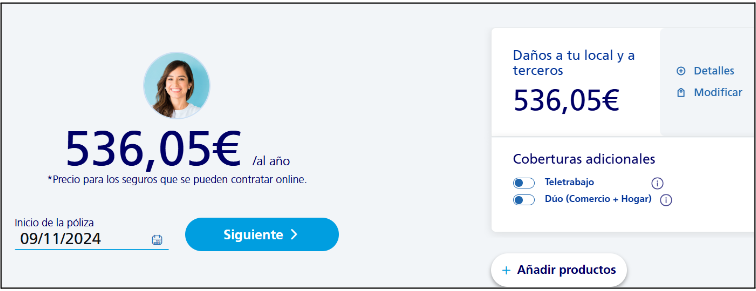 536,05€ /al año
*Precio para los seguros que se pueden contratar online.
Inicio de la póliza
09/11/2024
Siguiente
Daños a tu local y a
terceros
536,05€
Detalles
Modificar
Coberturas adicionales
Teletrabajo
Dúo (Comercio + Hogar)
+ Añadir productos